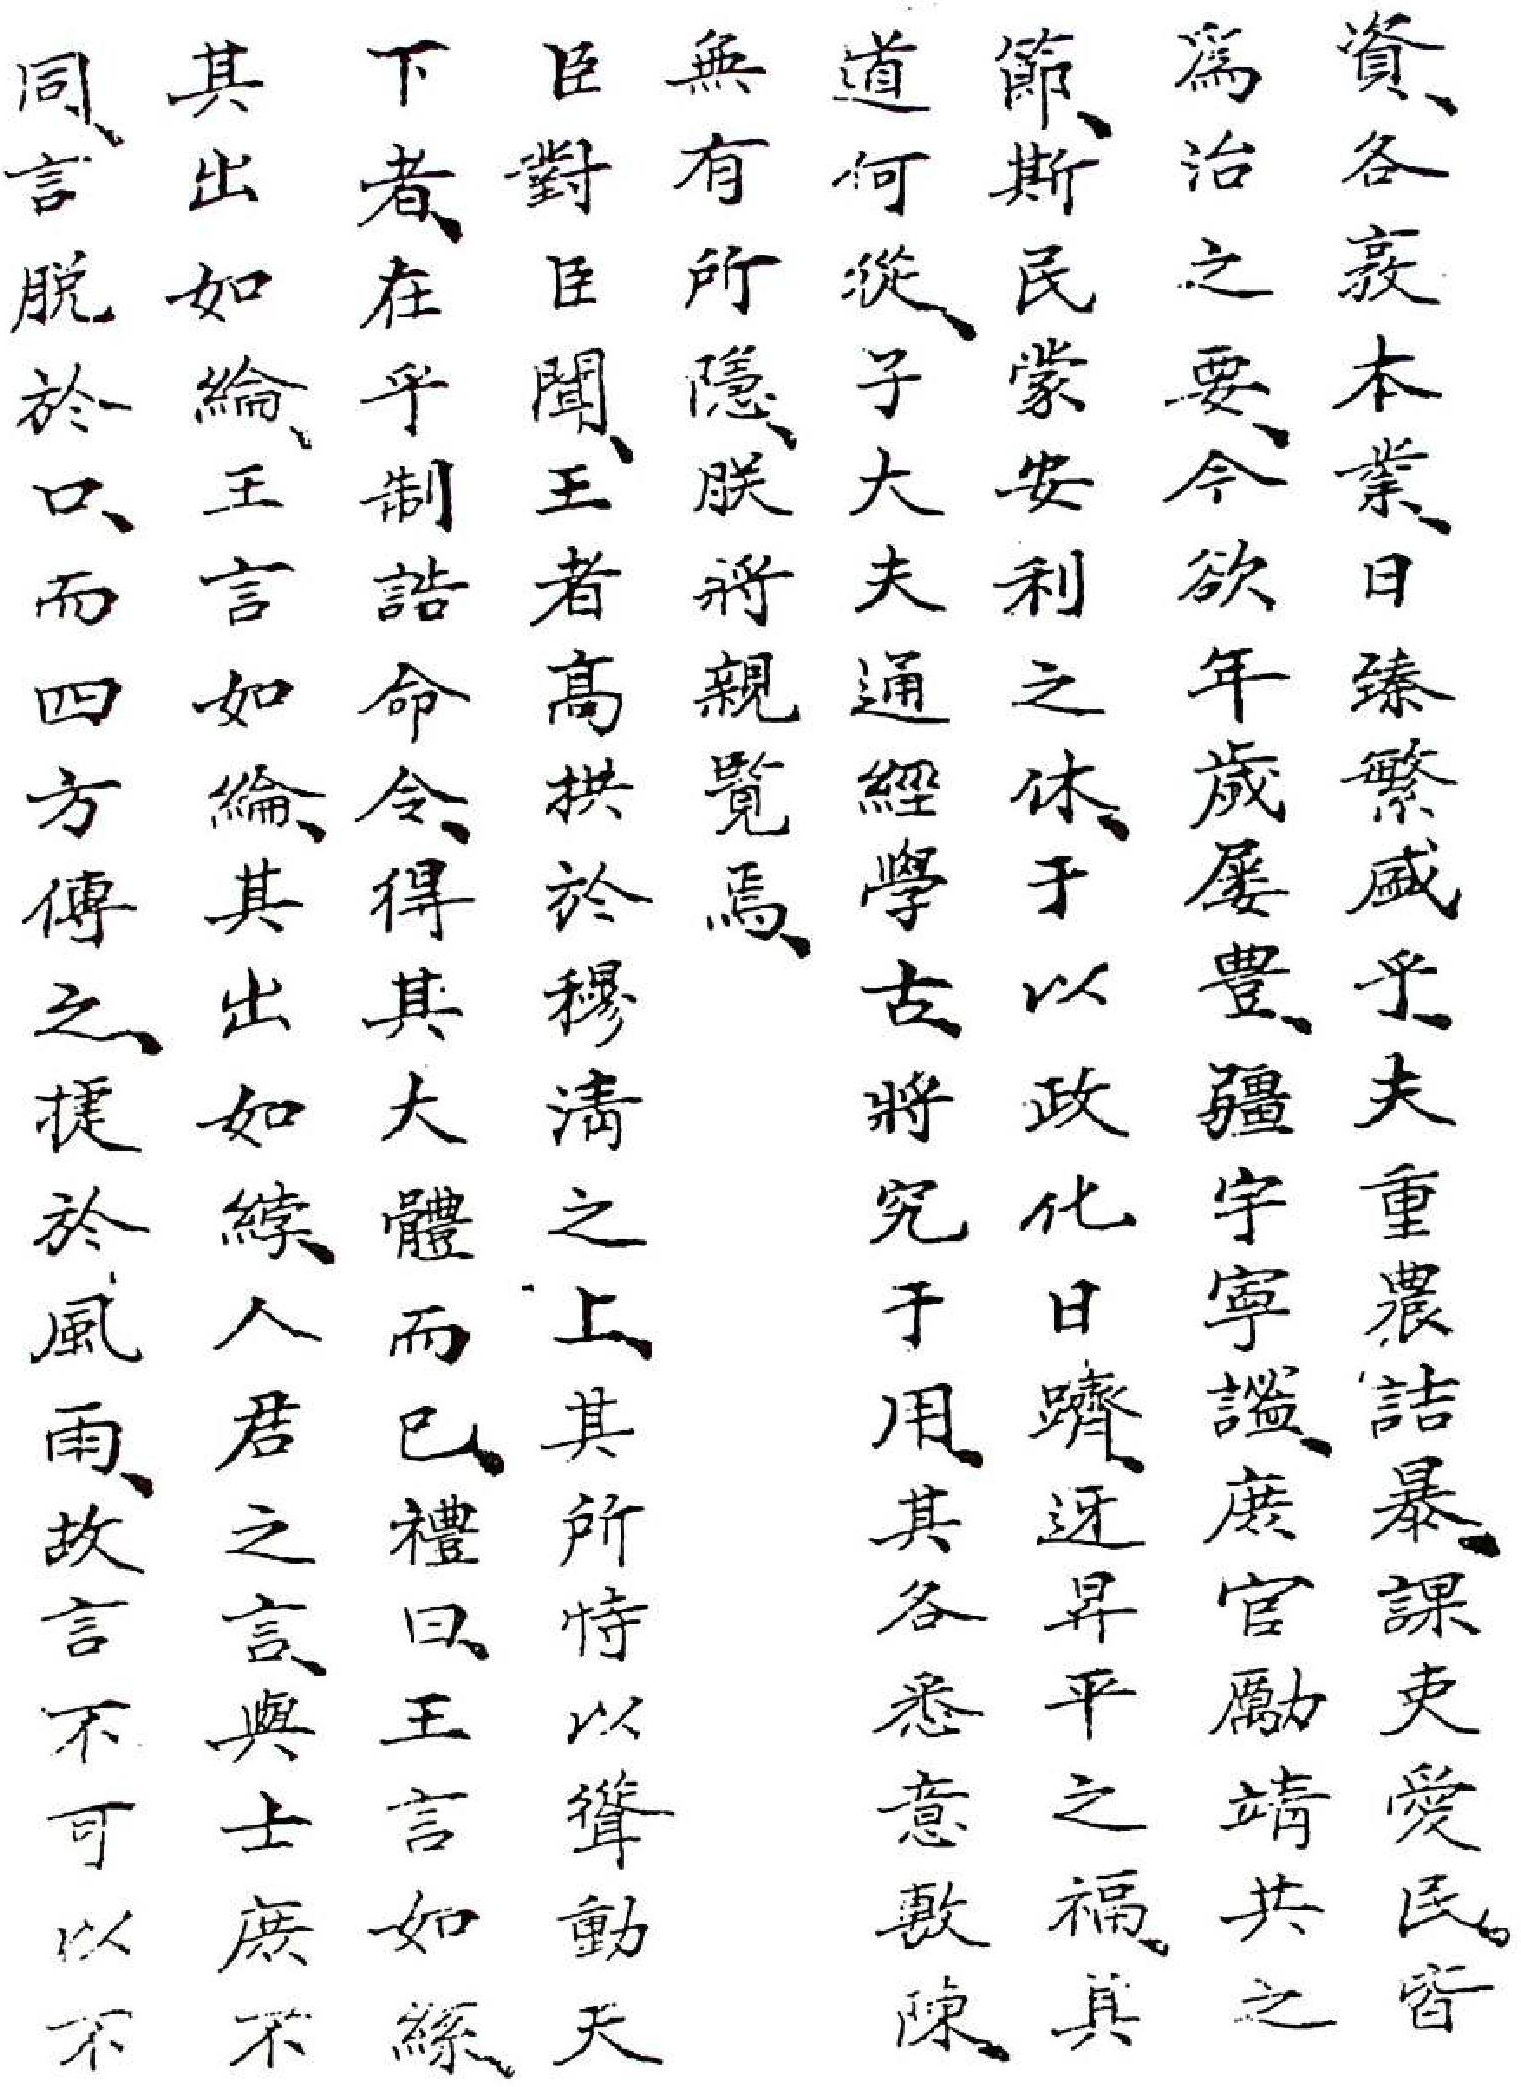 資、各敦本業、日臻繁盛乎、夫重農詰暴、課吏愛民。皆
爲治之要、今欲年歲屡豊、疆宇寧謐、庶官勵靖共之
節、斯民蒙安利之休、于以政化日躋、迓昇平之福、其
道何從、子大夫通經學古、將究于用、其各悉意敷陳、
無有所隱、朕將親覽焉、
臣對臣聞、王者高拱於穆淸之上、其所恃以聳動天
下者、在乎制誥命令、得其大體而已、禮曰、王言如絲、
其出如綸、王言如綸、其出如綍、人君之言、與士庶不
同、言脱於口、而四方傳之、捷於風雨、故言不可以不